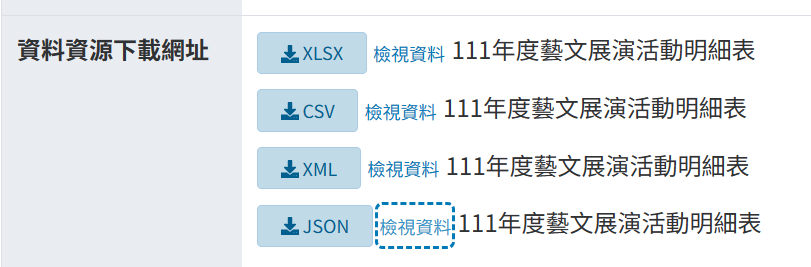 資料資源下載網址
XLSX 檢視資料 111年度藝文展演活動明細表
CSV 檢視資料 111年度藝文展演活動明細表
XML 檢視資料 111年度藝文展演活動明細表
JSON 檢視資料 111年度藝文展演活動明細表